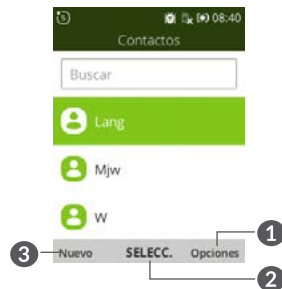 08:40
Contactos
Buscar
Lang
Mjw
W
Nuevo SELECC. Opciones
1
2
3